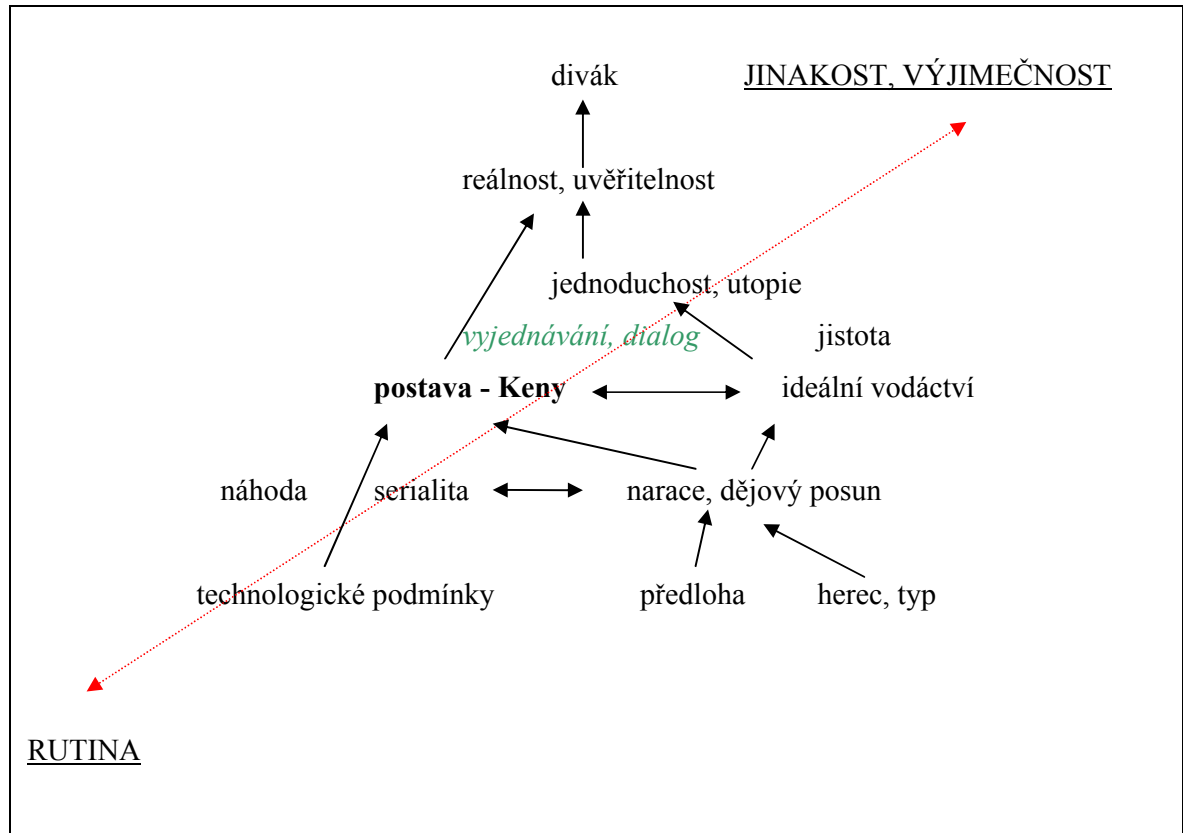 divák
JINAKOST, VÝJIMEČNOST
reálnost, uvěřitelnost
jednoduchost, utopie
vyjednávání, dialog
jistota
postava - Keny
ideální vodáctví
náhoda
serialita
narace, dějový posun
technologické podmínky
předloha
herec, typ
RUTINA